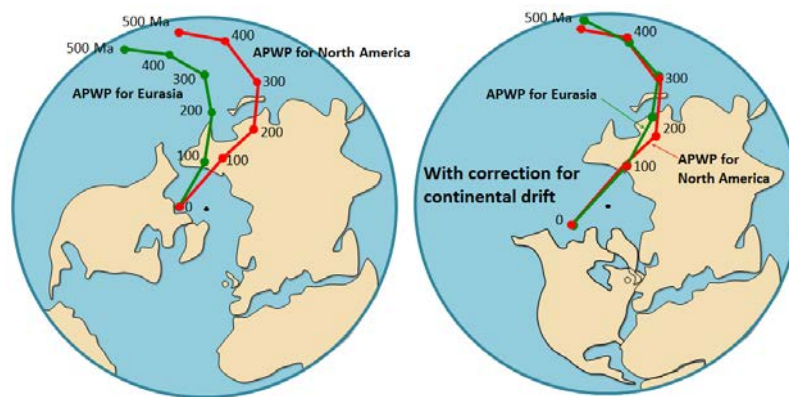 500 Ma
400
APWP for North America
500 Ma
400
300
300
APWP for Eurasia
200
200
100
100
0
500 Ma
400
300
APWP for Eurasia
200
APWP for
North America
100
With correction for
continental drift
0